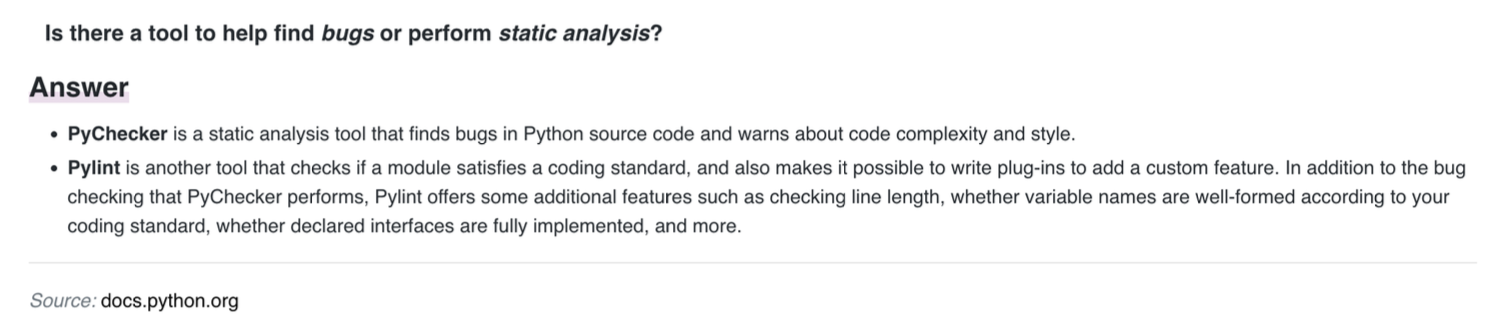 Is there a tool to help find bugs or perform static analysis?
Answer
• PyChecker is a static analysis tool that finds bugs in Python source code and warns about code complexity and style.
• Pylint is another tool that checks if a module satisfies a coding standard, and also makes it possible to write plug-ins to add a custom feature. In addition to the bug
checking that PyChecker performs, Pylint offers some additional features such as checking line length, whether variable names are well-formed according to your
coding standard, whether declared interfaces are fully implemented, and more.
Source: docs.python.org